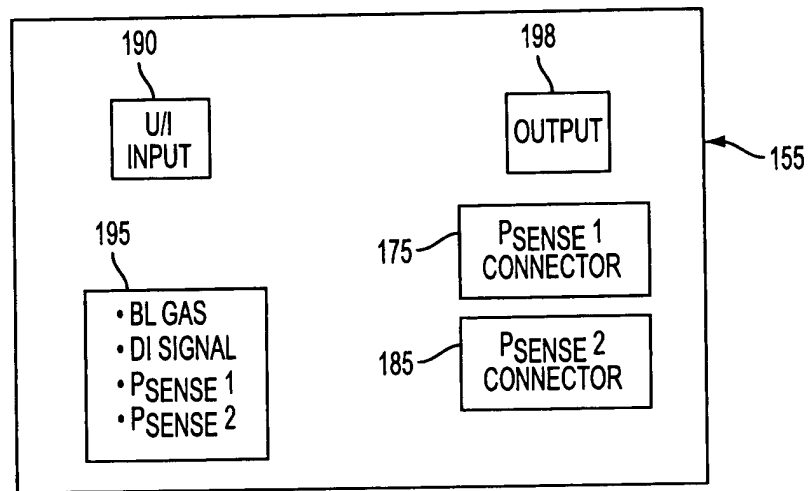 190
U/I
INPUT
198
OUTPUT
155
175
PSENSE 1
CONNECTOR
195
• BL GAS
• DI SIGNAL
• PSENSE 1
• PSENSE 2
185
PSENSE 2
CONNECTOR